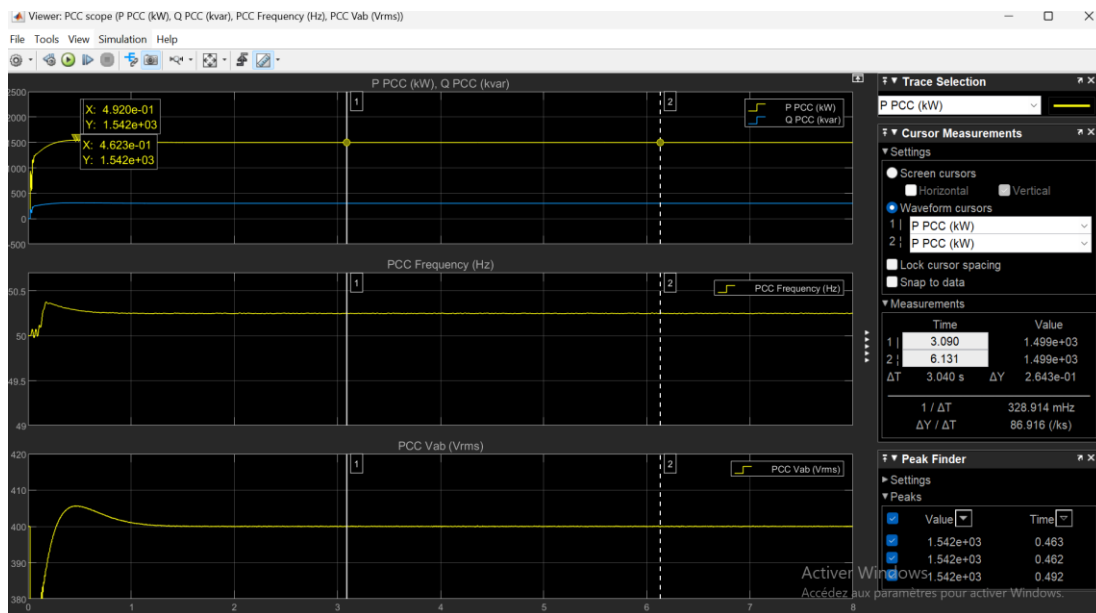 Viewer: PCC scope (P PCC (kW), Q PCC (kvar), PCC Frequency (Hz), PCC Vab (Vrms))
File Tools View Simulation Help
P PCC (kW), Q PCC (kvar)
2500
2000
1500
1000
500
0
-500
X: 4.920e-01
Y: 1.542e+03
X: 4.623e-01
Y: 1.542e+03
1
2
P PCC (kW)
Q PCC (kvar)
PCC Frequency (Hz)
50.5
50
49.5
49
1
2
PCC Frequency (Hz)
PCC Vab (Vrms)
420
410
400
390
380
1
2
PCC Vab (Vrms)
0 1 2 3 4 5 6 7 8
Trace Selection
P PCC (kW)
Cursor Measurements
Settings
Screen cursors
Horizontal Vertical
Waveform cursors
1 | P PCC (kW)
2 ¦ P PCC (kW)
Lock cursor spacing
Snap to data
Measurements
Time Value
1 | 3.090 1.499e+03
2 ¦ 6.131 1.499e+03
ΔT 3.040 s ΔY 2.643e-01
1 / ΔT 328.914 mHz
ΔY / ΔT 86.916 (/ks)
Peak Finder
Settings
Peaks
Value Time
1.542e+03 0.463
1.542e+03 0.462
1.542e+03 0.492
Activer Windows
Accédez aux paramètres pour activer Windows.